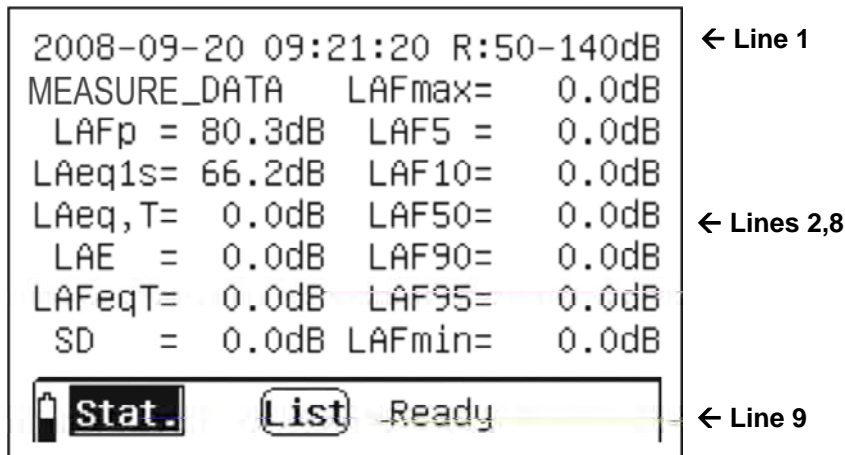 2008-09-20 09:21:20 R:50-140dB ← Line 1
MEASURE_DATA LAFmax= 0.0dB
LAFp = 80.3dB LAF5 = 0.0dB
LAeq1s= 66.2dB LAF10= 0.0dB
LAeq,T= 0.0dB LAF50= 0.0dB ← Lines 2,8
LAE = 0.0dB LAF90= 0.0dB
LAFeqT= 0.0dB LAF95= 0.0dB
SD = 0.0dB LAFmin= 0.0dB
Stat. List Ready ← Line 9